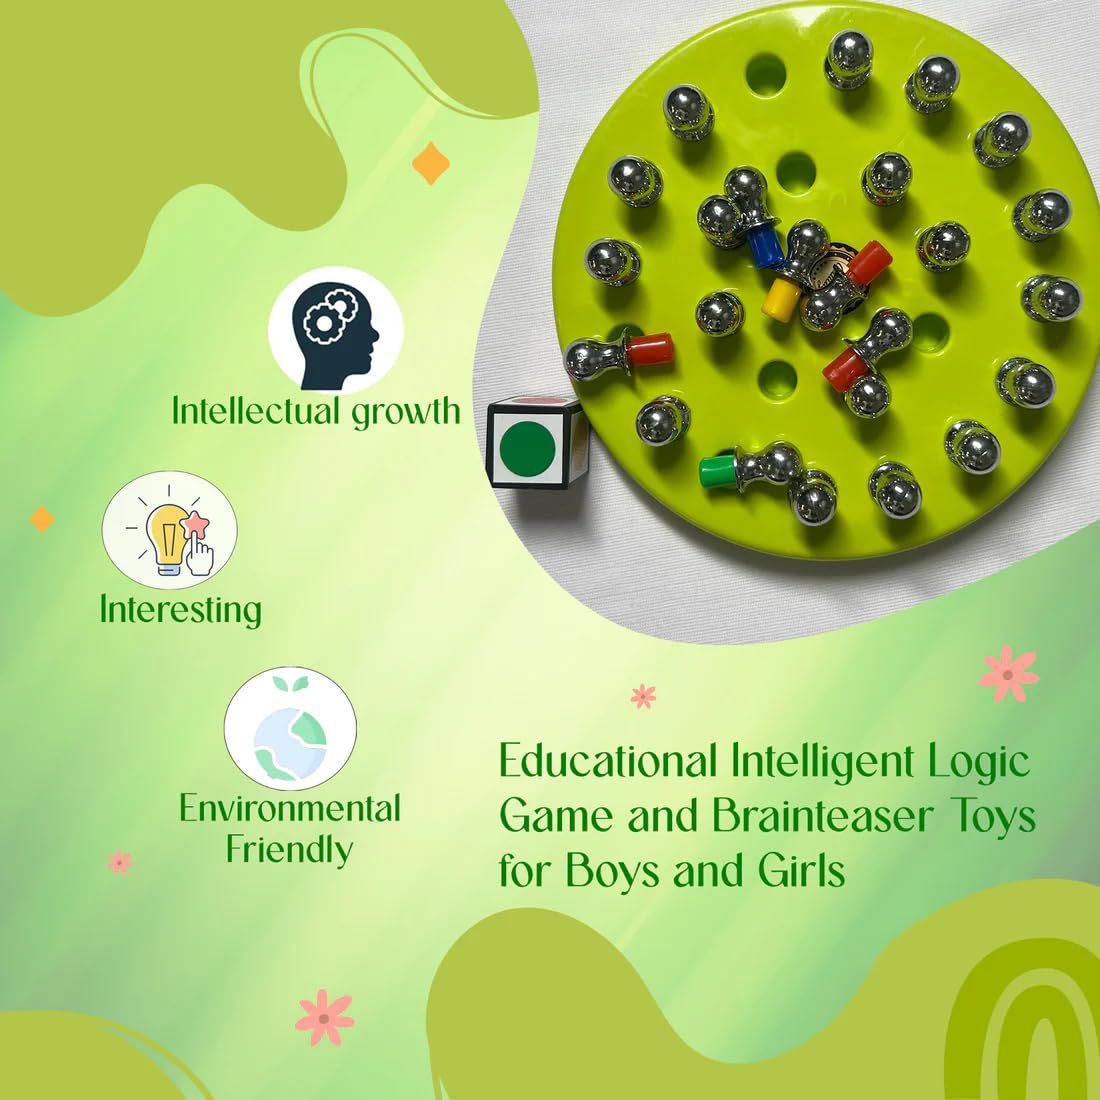 Intellectual growth
Interesting
Environmental
Friendly
Educational Intelligent Logic
Game and Brainteaser Toys
for Boys and Girls